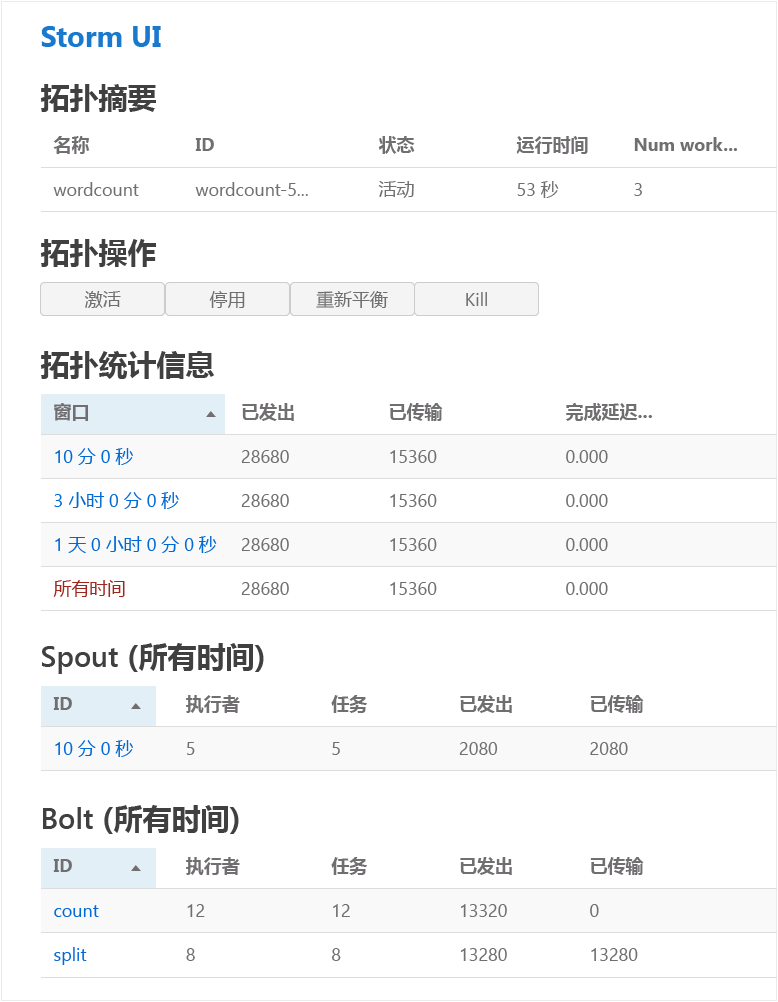 Storm UI
拓扑摘要
名称 ID 状态 运行时间 Num work...
wordcount wordcount-5... 活动 53 秒 3
拓扑操作
激活 停用 重新平衡 Kill
拓扑统计信息
窗口 已发出 已传输 完成延迟...
10 分 0 秒 28680 15360 0.000
3 小时 0 分 0 秒 28680 15360 0.000
1 天 0 小时 0 分 0 秒 28680 15360 0.000
所有时间 28680 15360 0.000
Spout (所有时间)
ID 执行者 任务 已发出 已传输
10 分 0 秒 5 5 2080 2080
Bolt (所有时间)
ID 执行者 任务 已发出 已传输
count 12 12 13320 0
split 8 8 13280 13280